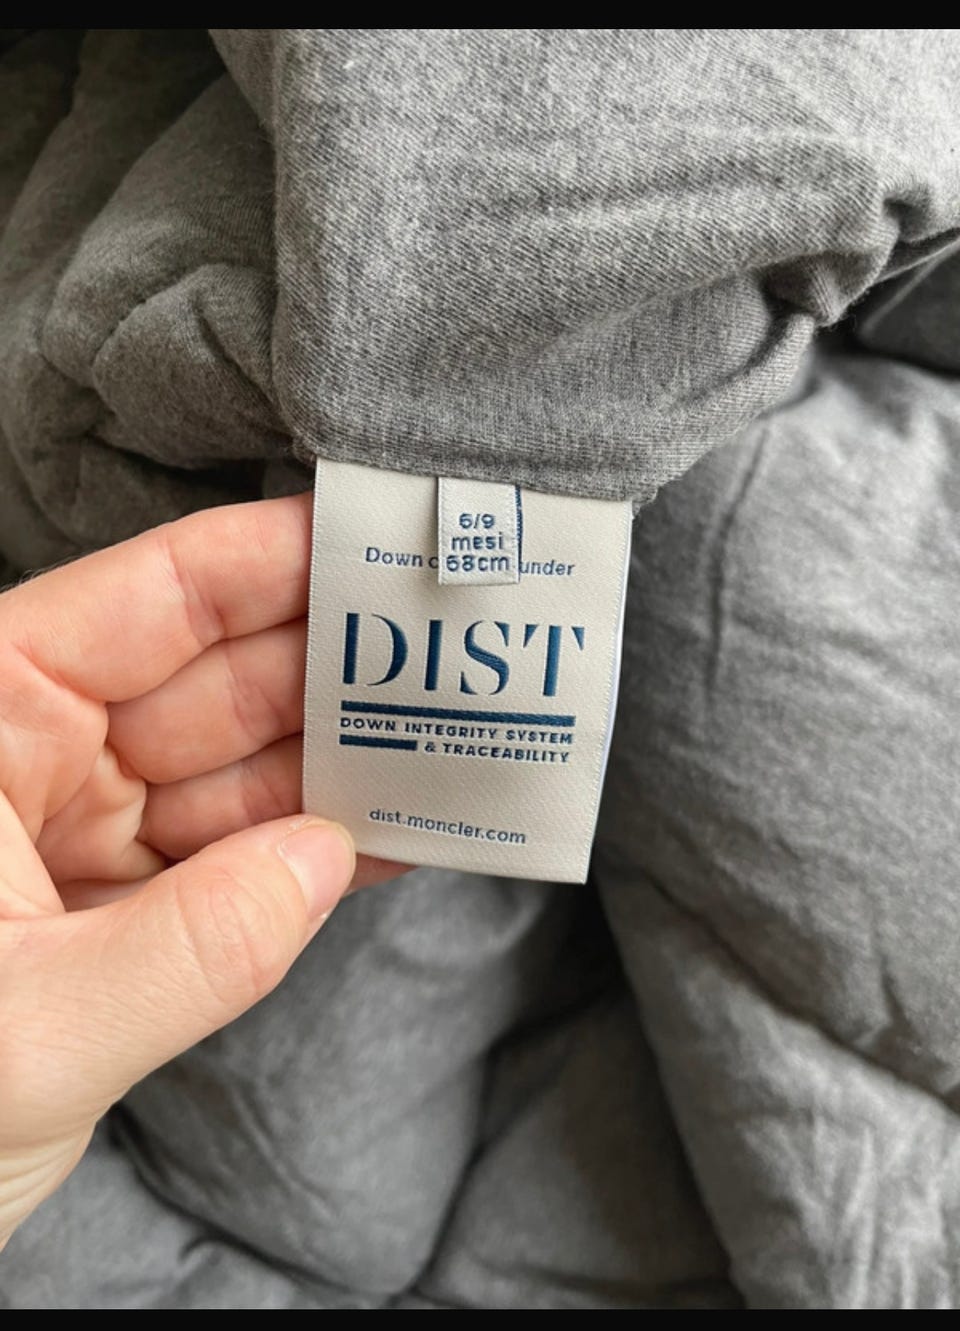 6/9
mesi
68cm
Down c under
DIST
DOWN INTEGRITY SYSTEM
& TRACEABILITY
dist.moncler.com